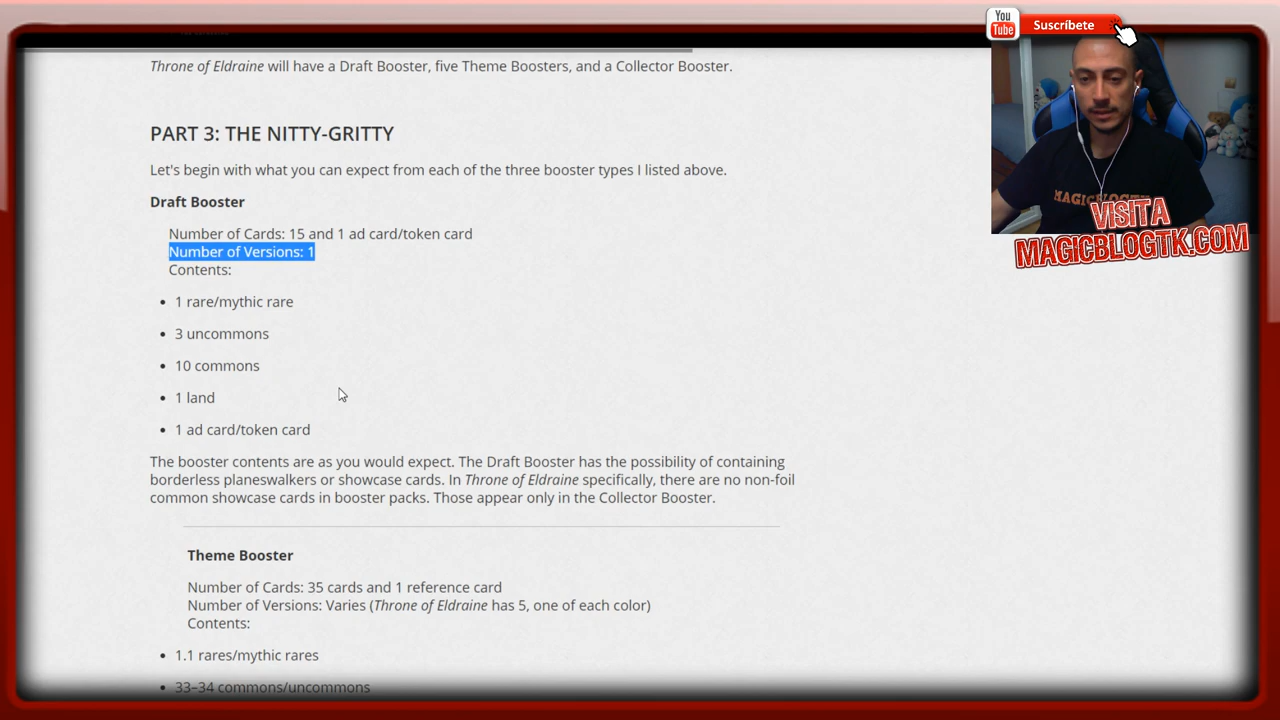 You
Tube
Suscríbete
Throne of Eldraine will have a Draft Booster, five Theme Boosters, and a Collector Booster.
PART 3: THE NITTY-GRITTY
Let's begin with what you can expect from each of the three booster types I listed above.
Draft Booster
Number of Cards: 15 and 1 ad card/token card
Number of Versions: 1
Contents:
• 1 rare/mythic rare
• 3 uncommons
• 10 commons
• 1 land
• 1 ad card/token card
The booster contents are as you would expect. The Draft Booster has the possibility of containing
borderless planeswalkers or showcase cards. In Throne of Eldraine specifically, there are no non-foil
common showcase cards in booster packs. Those appear only in the Collector Booster.
Theme Booster
Number of Cards: 35 cards and 1 reference card
Number of Versions: Varies (Throne of Eldraine has 5, one of each color)
Contents:
• 1.1 rares/mythic rares
• 33–34 commons/uncommons
MAGICBLOGTK
VISITA
MAGICBLOGTK.COM